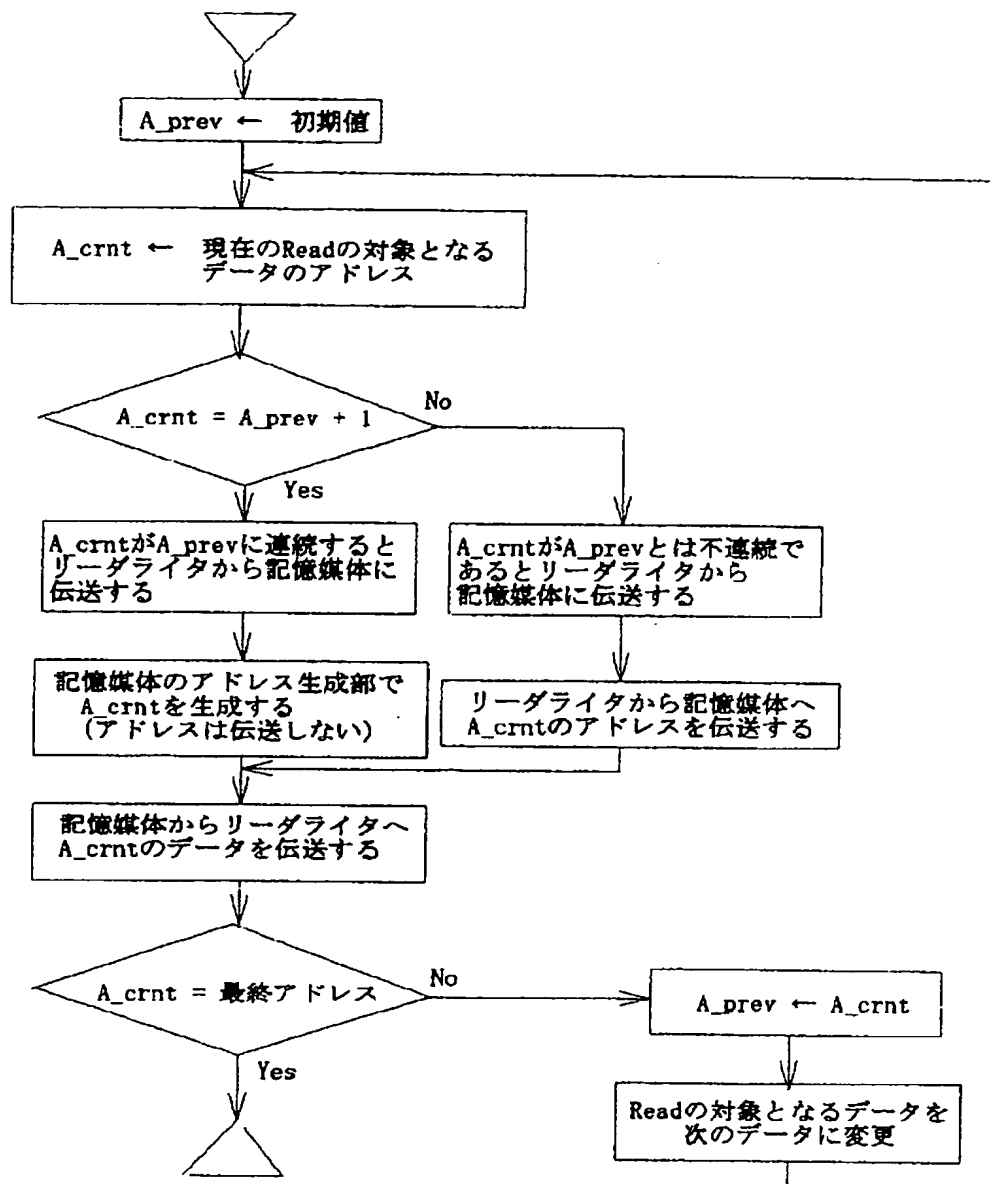 A_prev ← 初期値
A_crnt ← 現在のReadの対象となる
データのアドレス
A_crnt = A_prev + 1
No
Yes
A_crntがA_prevに連続すると
リーダライタから記憶媒体に
伝送する
A_crntがA_prevとは不連続で
あるとリーダライタから
記憶媒体に伝送する
記憶媒体のアドレス生成部で
A_crntを生成する
(アドレスは伝送しない)
リーダライタから記憶媒体へ
A_crntのアドレスを伝送する
記憶媒体からリーダライタへ
A_crntのデータを伝送する
A_crnt = 最終アドレス
No
Yes
A_prev ← A_crnt
Readの対象となるデータを
次のデータに変更